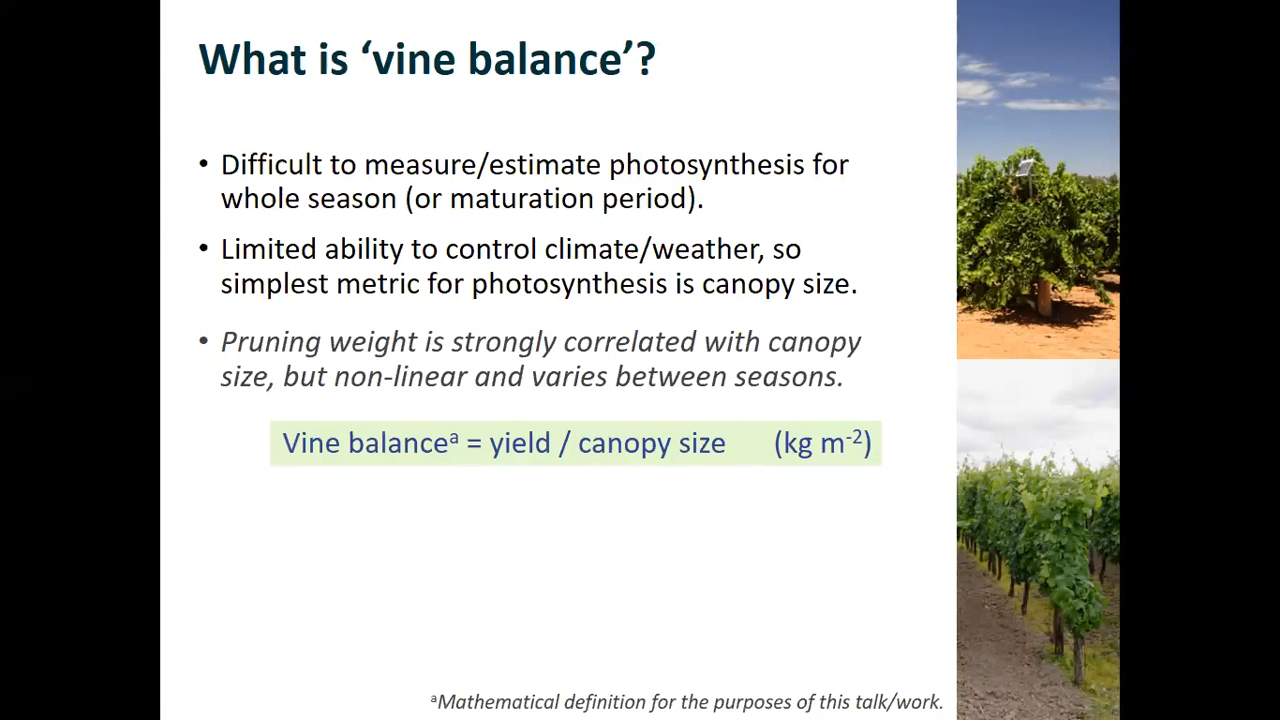 What is ‘vine balance’?
• Difficult to measure/estimate photosynthesis for
whole season (or maturation period).
• Limited ability to control climate/weather, so
simplest metric for photosynthesis is canopy size.
• Pruning weight is strongly correlated with canopy
size, but non-linear and varies between seasons.
Vine balanceᵃ = yield / canopy size (kg m⁻²)
ᵃMathematical definition for the purposes of this talk/work.